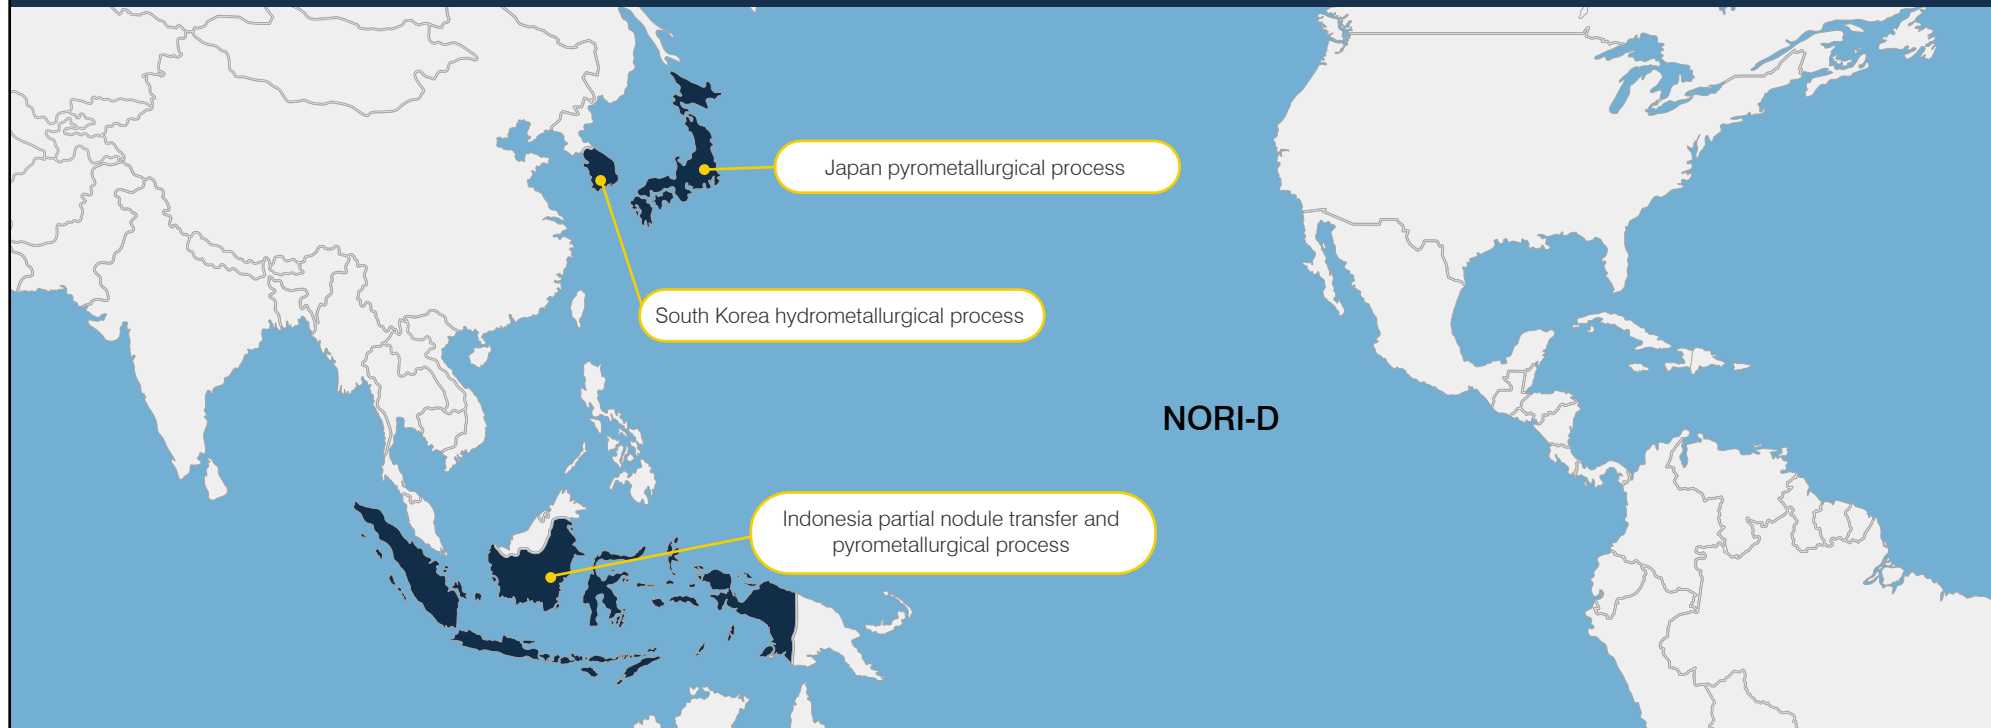 Japan pyrometallurgical process
South Korea hydrometallurgical process
NORI-D
Indonesia partial nodule transfer and
pyrometallurgical process